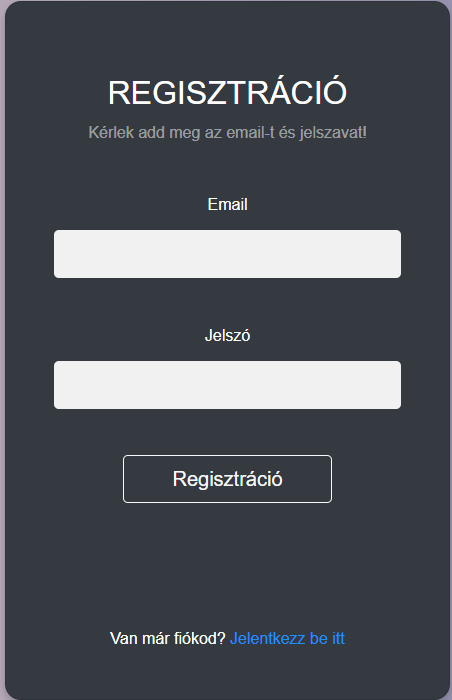 REGISZTRÁCIÓ
Kérlek add meg az email-t és jelszavat!
Email
Jelszó
Regisztráció
Van már fiókod? Jelentkezz be itt